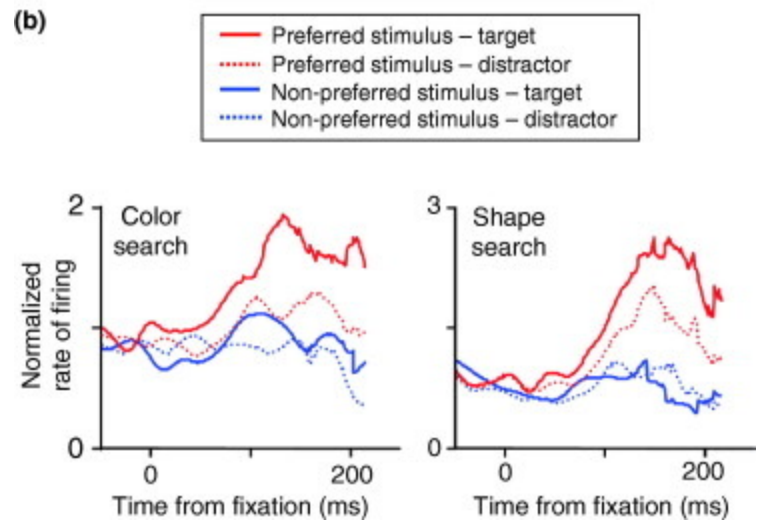 (b)
Preferred stimulus – target
Preferred stimulus – distractor
Non-preferred stimulus – target
Non-preferred stimulus – distractor
Normalized
rate of firing
2
0
Color
search
0
200
Time from fixation (ms)
3
0
Shape
search
0
200
Time from fixation (ms)